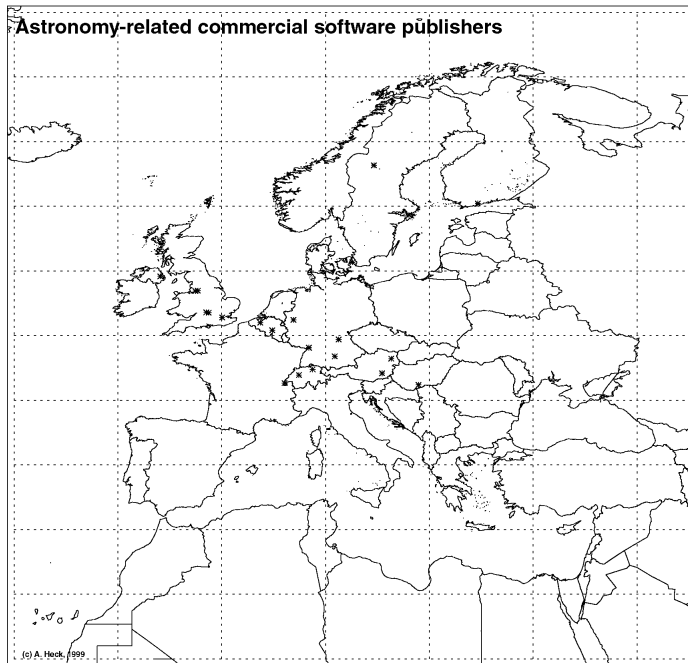 Astronomy-related commercial software publishers
(c) A. Heck, 1999